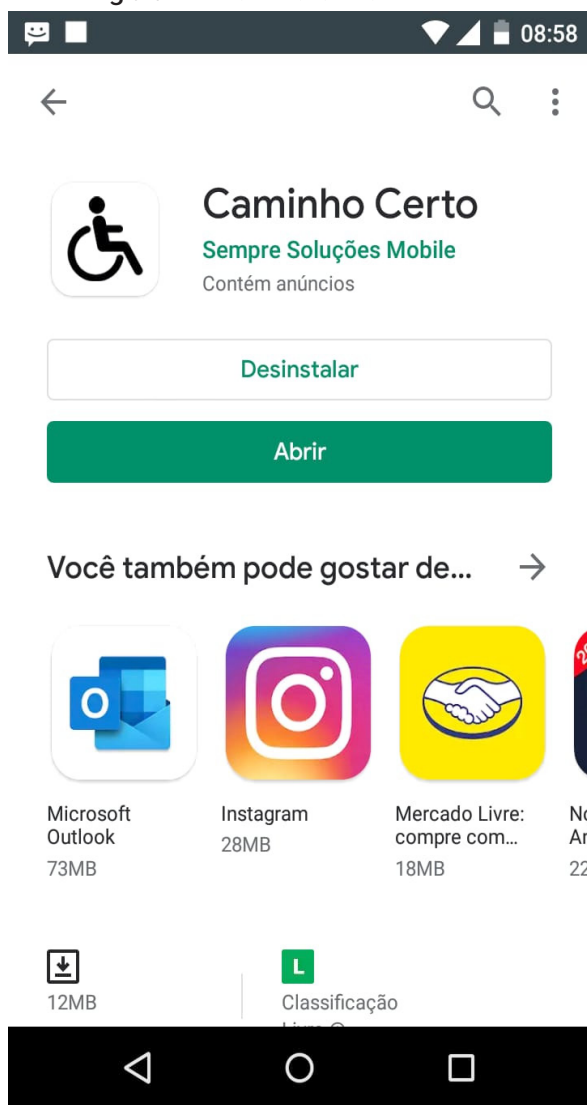 08:58
Caminho Certo
Sempre Soluções Mobile
Contém anúncios
Desinstalar
Abrir
Você também pode gostar de...
O
Microsoft
Outlook
73MB
Instagram
28MB
Mercado Livre:
compre com...
18MB
12MB
L
Classificação